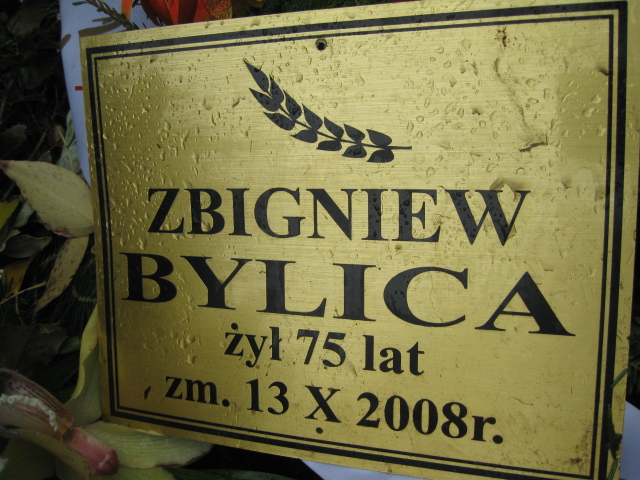 ZBIGNIEW
BYLICA
żył 75 lat
zm. 13 X 2008r.